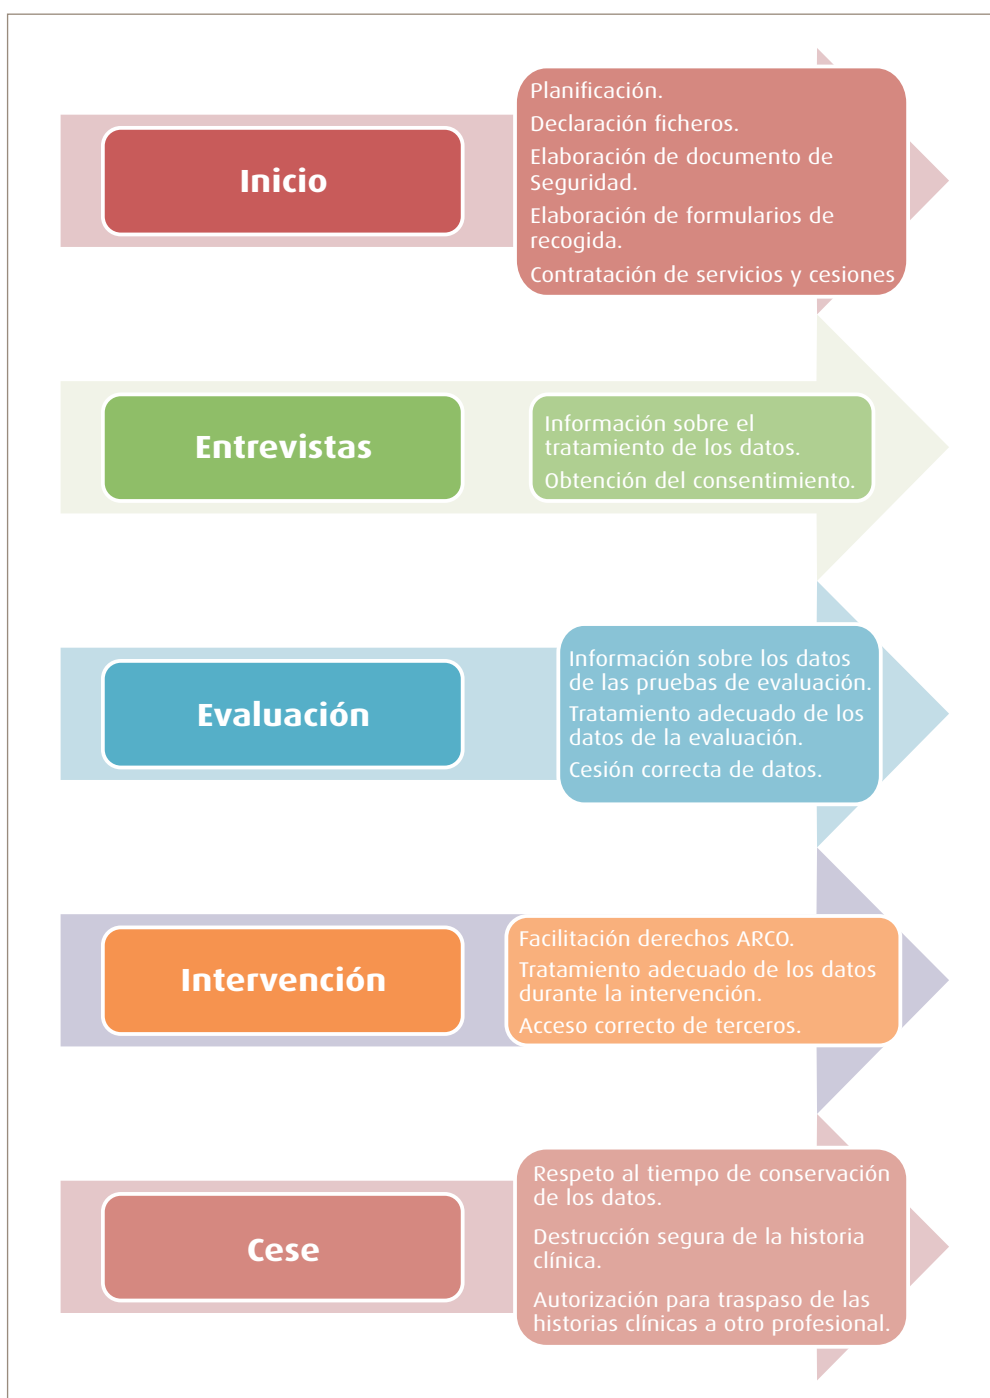 Inicio
Planificación.
Declaración ficheros.
Elaboración de documento de
Seguridad.
Elaboración de formularios de
recogida.
Contratación de servicios y cesiones
Entrevistas
Información sobre el
tratamiento de los datos.
Obtención del consentimiento.
Evaluación
Información sobre los datos
de las pruebas de evaluación.
Tratamiento adecuado de los
datos de la evaluación.
Cesión correcta de datos.
Intervención
Facilitación derechos ARCO.
Tratamiento adecuado de los datos
durante la intervención.
Acceso correcto de terceros.
Cese
Respeto al tiempo de conservación
de los datos.
Destrucción segura de la historia
clínica.
Autorización para traspaso de las
historias clínicas a otro profesional.